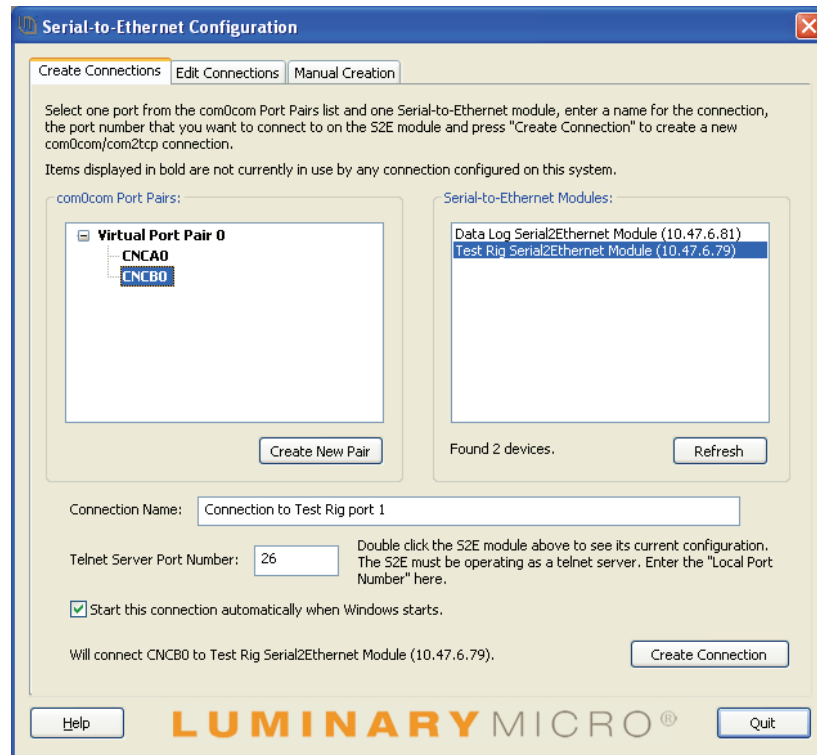 Serial-to-Ethernet Configuration
Create Connections
Edit Connections
Manual Creation
Select one port from the com0com Port Pairs list and one Serial-to-Ethernet module, enter a name for the connection,
the port number that you want to connect to on the S2E module and press "Create Connection" to create a new
com0com/com2tcp connection.
Items displayed in bold are not currently in use by any connection configured on this system.
com0com Port Pairs:
Virtual Port Pair 0
CNCA0
CNCB0
Create New Pair
Serial-to-Ethernet Modules:
Data Log Serial2Ethernet Module (10.47.6.81)
Test Rig Serial2Ethernet Module (10.47.6.79)
Found 2 devices.
Refresh
Connection Name:
Connection to Test Rig port 1
Telnet Server Port Number:
26
Double click the S2E module above to see its current configuration.
The S2E must be operating as a telnet server. Enter the "Local Port
Number" here.
Start this connection automatically when Windows starts.
Will connect CNCB0 to Test Rig Serial2Ethernet Module (10.47.6.79).
Create Connection
Help
LUMINARYMICRO®
Quit